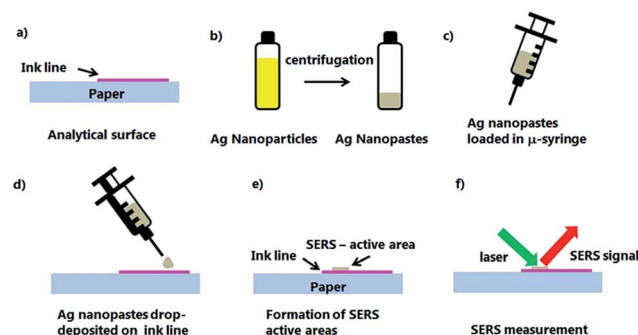 a)
Ink line
Paper
Analytical surface
b)
centrifugation
Ag Nanoparticles
Ag Nanopastes
c)
Ag nanopastes
loaded in μ-syringe
d)
Ag nanopastes drop-
deposited on ink line
e)
SERS – active area
Ink line
Paper
Formation of SERS
active areas
f)
laser
SERS signal
SERS measurement